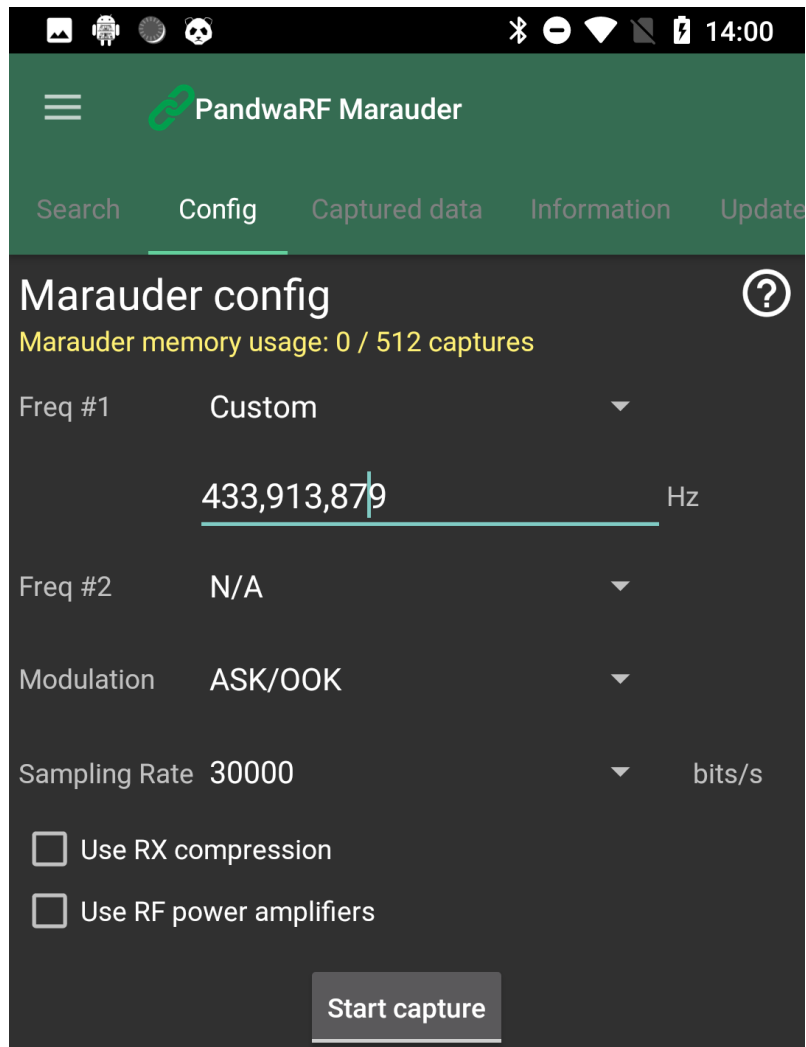 14:00
PandwaRF Marauder
Search Config Captured data Information Update
Marauder config
Marauder memory usage: 0 / 512 captures
Freq #1 Custom
433,913,879 Hz
Freq #2 N/A
Modulation ASK/OOK
Sampling Rate 30000 bits/s
Use RX compression
Use RF power amplifiers
Start capture